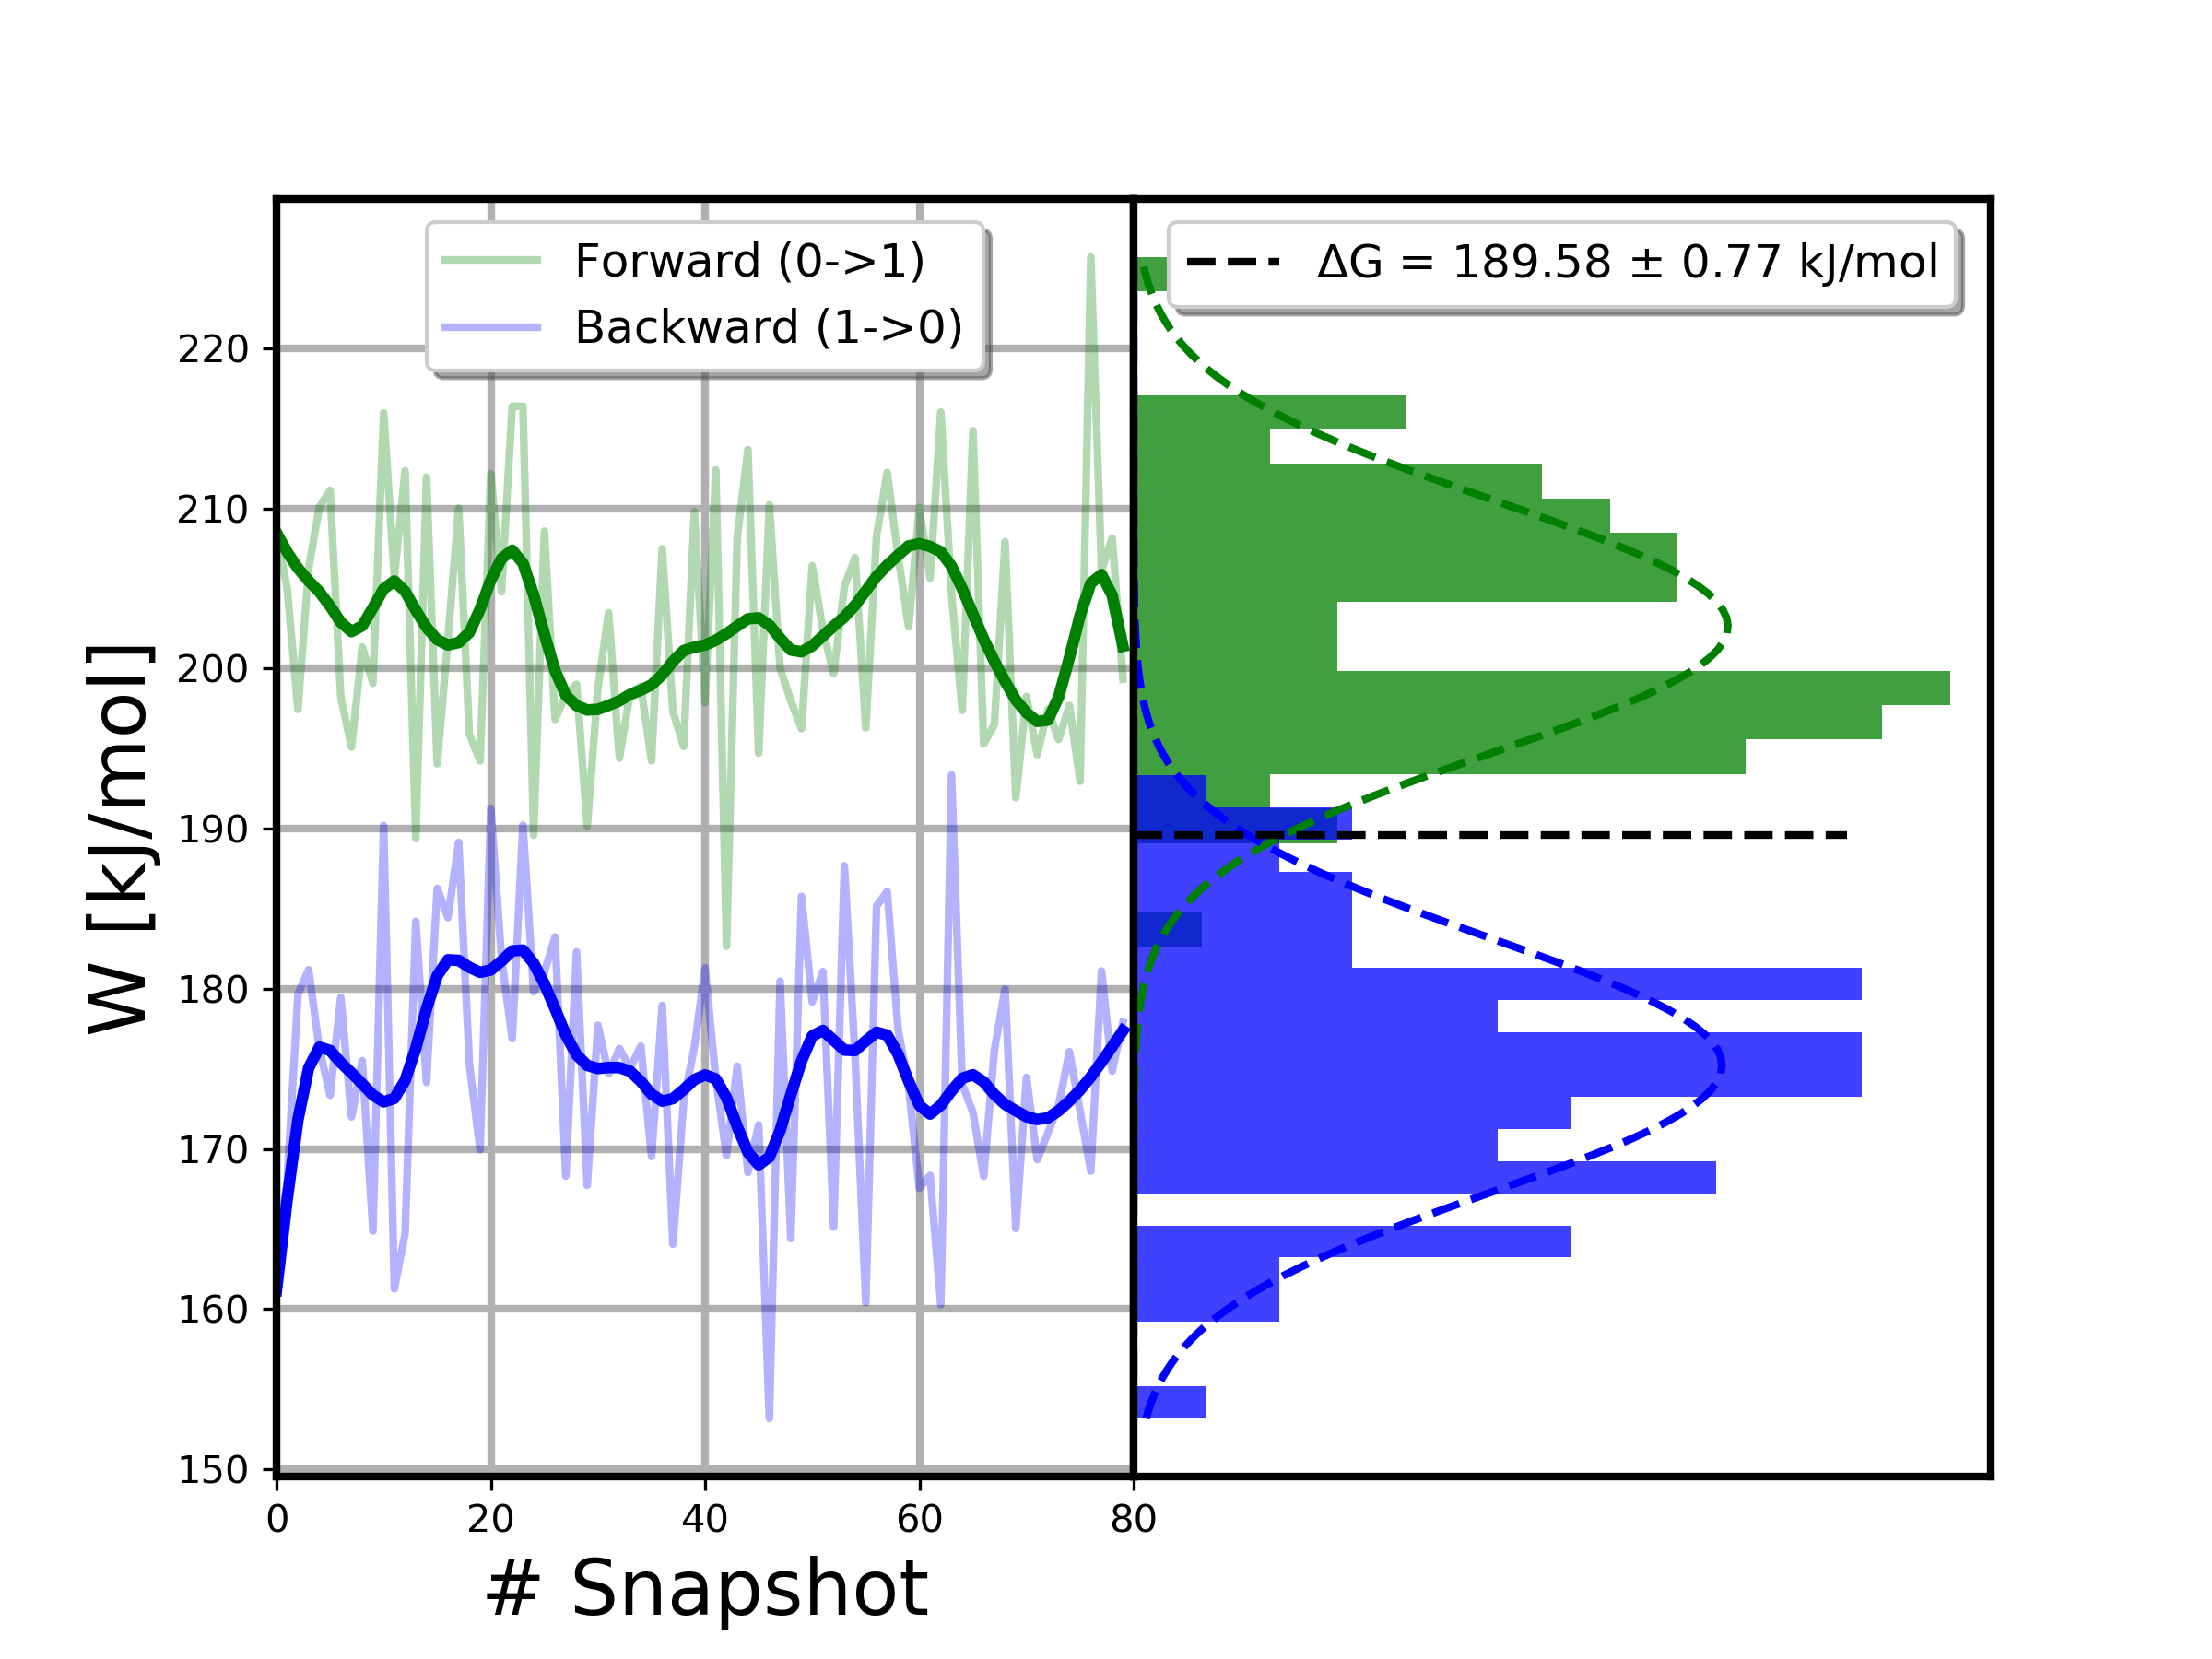 Forward (0->1)
Backward (1->0)
ΔG = 189.58 ± 0.77 kJ/mol
W [kJ/mol]
220
210
200
190
180
170
160
150
0 20 40 60 80
# Snapshot